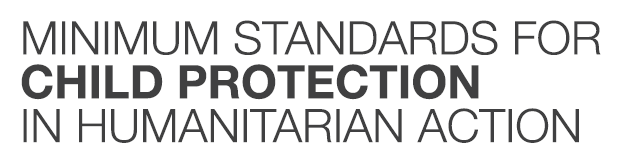 MINIMUM STANDARDS FOR
CHILD PROTECTION
IN HUMANITARIAN ACTION